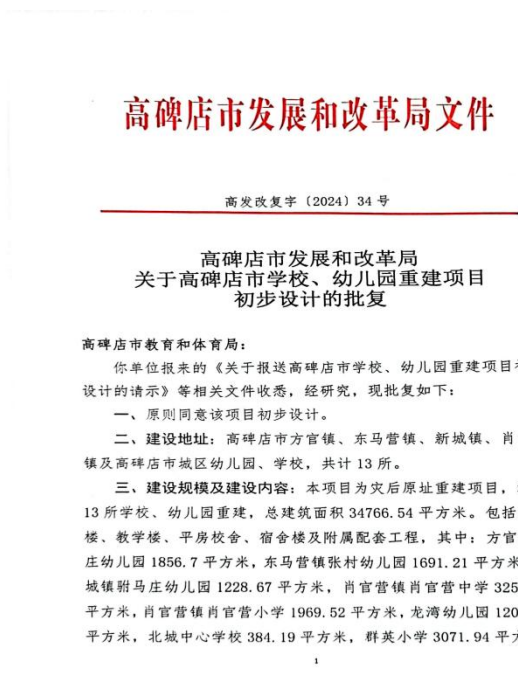 高碑店市发展和改革局文件
高发改复字〔2024〕34号
高碑店市发展和改革局
关于高碑店市学校、幼儿园重建项目
初步设计的批复
高碑店市教育和体育局：
你单位报来的《关于报送高碑店市学校、幼儿园重建项目
设计的请示》等相关文件收悉，经研究，现批复如下：
一、原则同意该项目初步设计。
二、建设地址：高碑店市方官镇、东马营镇、新城镇、肖
镇及高碑店市城区幼儿园、学校，共计13所。
三、建设规模及建设内容：本项目为灾后原址重建项目，
13所学校、幼儿园重建，总建筑面积34766.54平方米。包括
楼、教学楼、平房校舍、宿舍楼及附属配套工程，其中：方官
庄幼儿园1856.7平方米，东马营镇张村幼儿园1691.21平方米
城镇驸马庄幼儿园1228.67平方米，肖官营镇肖官营中学325
平方米，肖官营镇肖官营小学1969.52平方米，龙湾幼儿园120
平方米，北城中心学校384.19平方米，群英小学3071.94平方
1